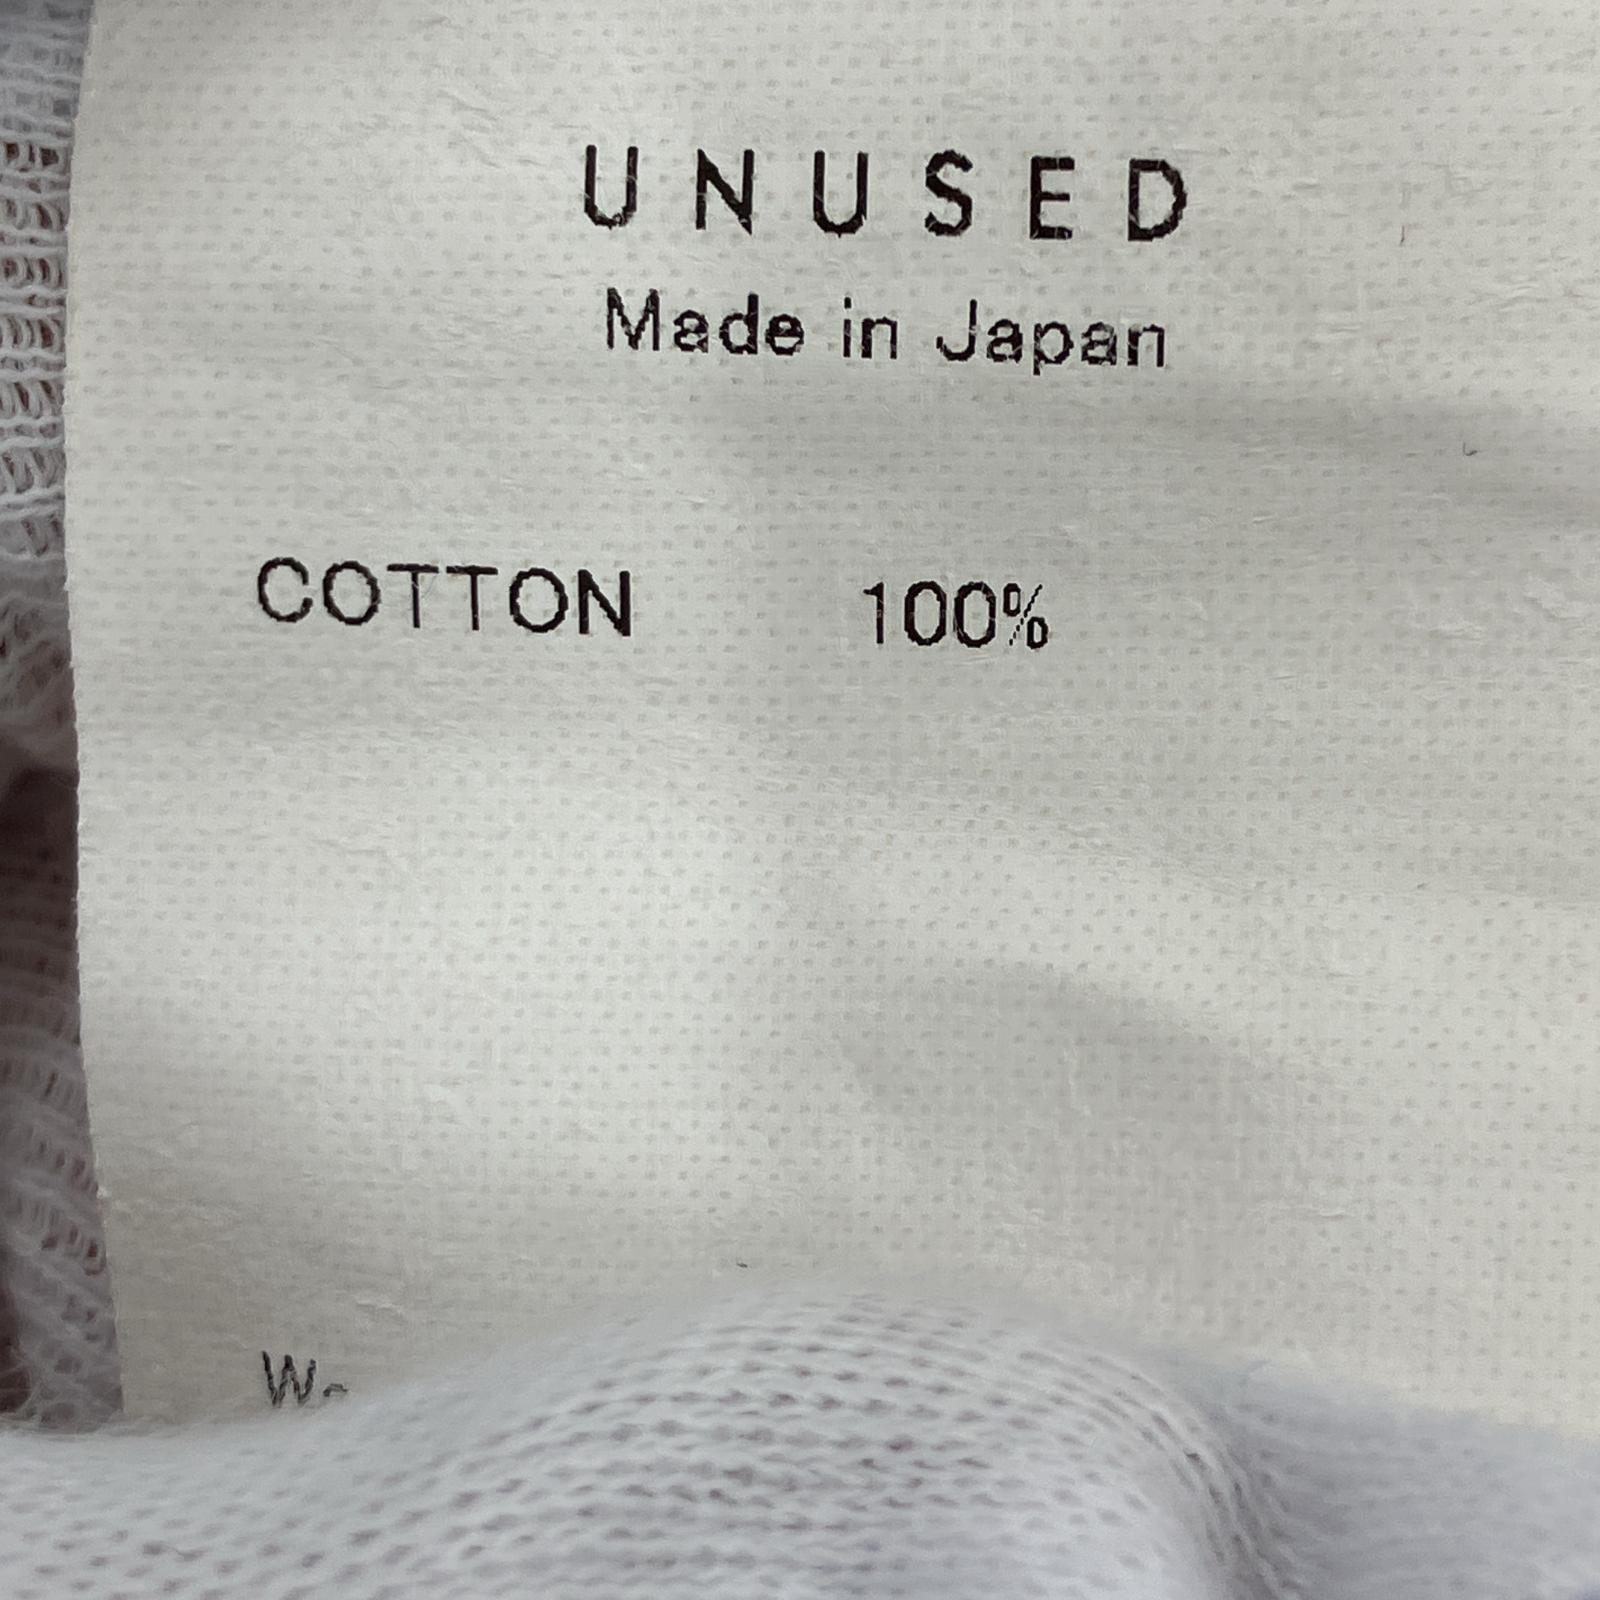 UNUSED
Made in Japan
COTTON 100%